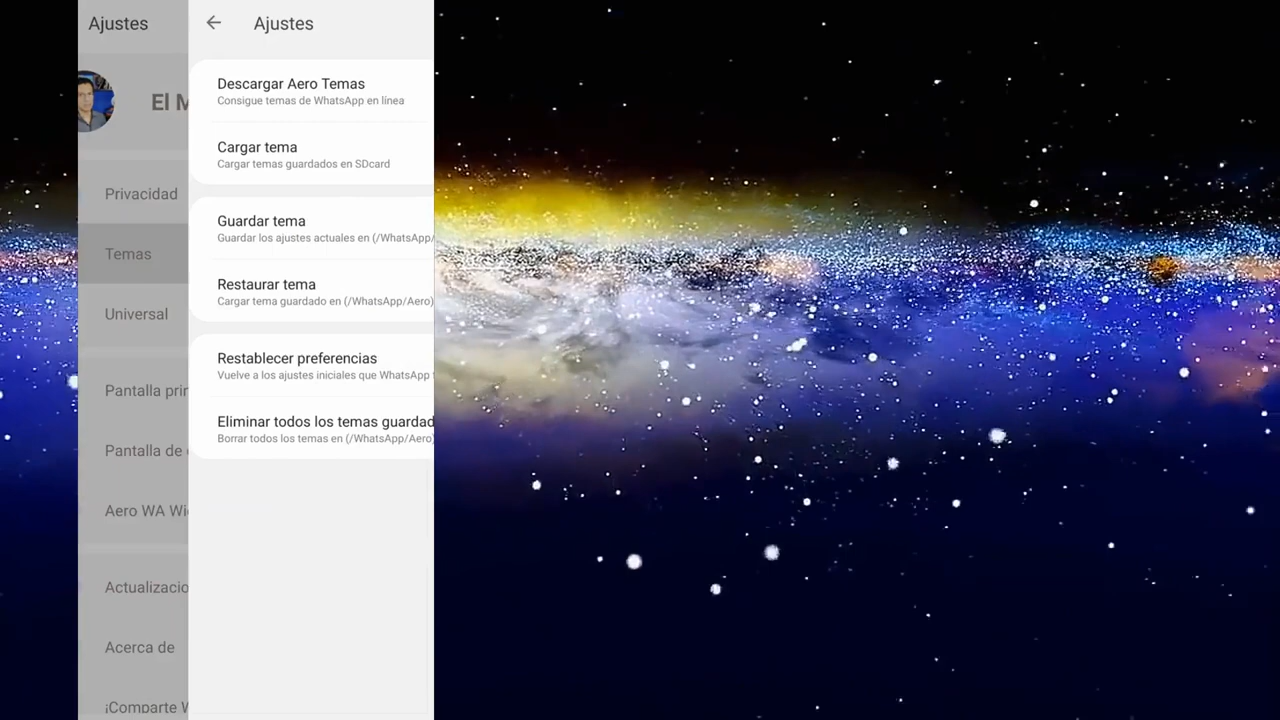 Ajustes
El M
Privacidad
Temas
Universal
Pantalla prin
Pantalla de
Aero WA Wi
Actualizacio
Acerca de
¡Comparte W
Ajustes
Descargar Aero Temas
Consigue temas de WhatsApp en línea
Cargar tema
Cargar temas guardados en SDcard
Guardar tema
Guardar los ajustes actuales en (/WhatsApp/
Restaurar tema
Cargar tema guardado en (/WhatsApp/Aero)
Restablecer preferencias
Vuelve a los ajustes iniciales que WhatsApp
Eliminar todos los temas guardad
Borrar todos los temas en (/WhatsApp/Aero)